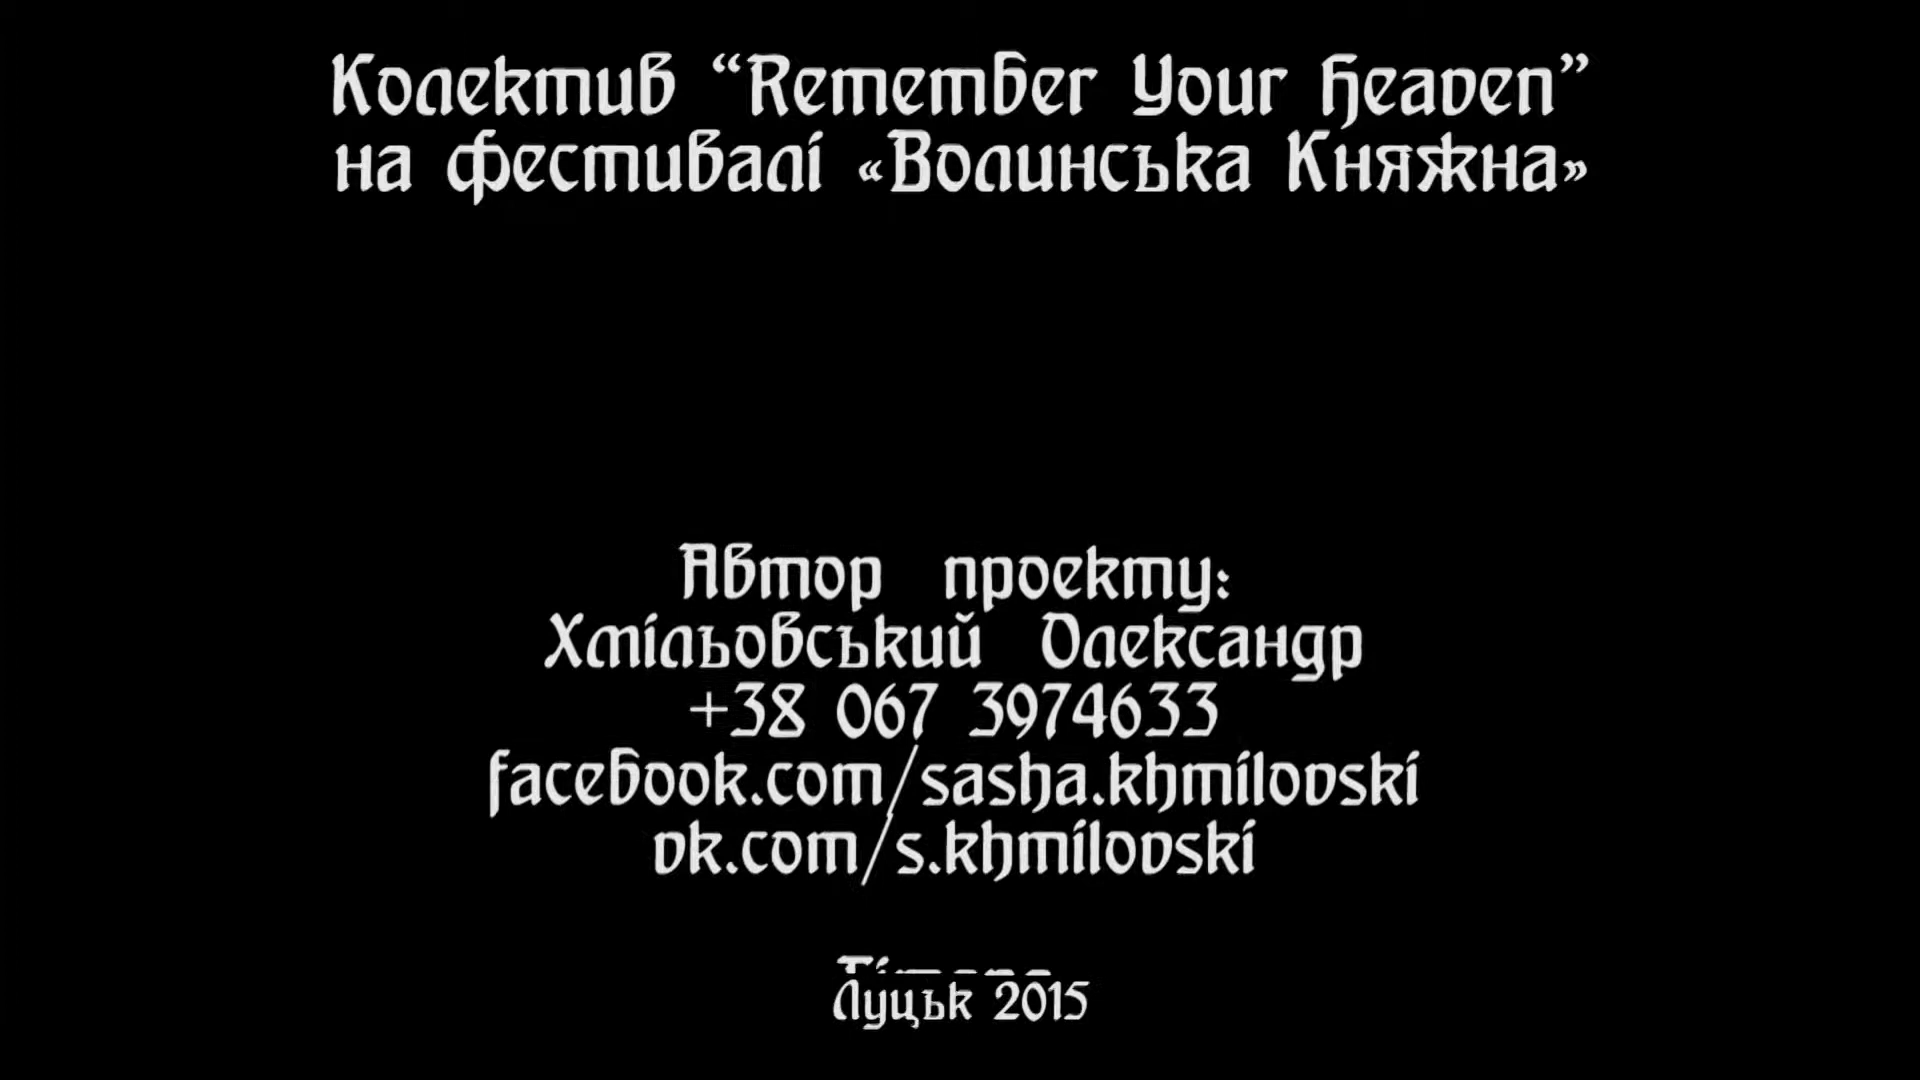 Колектив “Remember Your Heaven”
на фестивалі «Волинська Княжна»
Автор проекту:
Хмільовський Олександр
+38 067 3974633
facebook.com/sasha.khmilovski
vk.com/s.khmilovski
Луцьк 2015